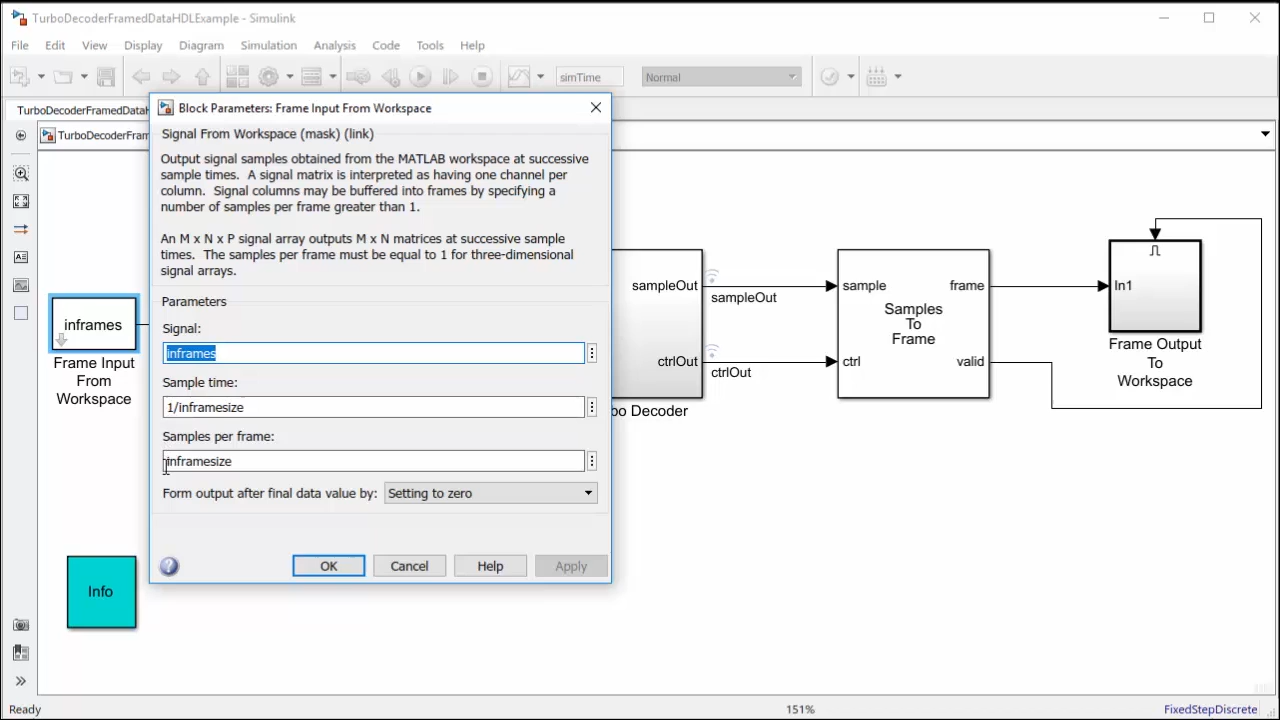 TurboDecoderFramedDataHDLExample - Simulink
File Edit View Display Diagram Simulation Analysis Code Tools Help
simTime
Normal
TurboDecoderFramedDataH
TurboDecoderFram
Block Parameters: Frame Input From Workspace
Signal From Workspace (mask) (link)
Output signal samples obtained from the MATLAB workspace at successive
sample times. A signal matrix is interpreted as having one channel per
column. Signal columns may be buffered into frames by specifying a
number of samples per frame greater than 1.
An M x N x P signal array outputs M x N matrices at successive sample
times. The samples per frame must be equal to 1 for three-dimensional
signal arrays.
Parameters
Signal:
inframes
Sample time:
1/inframesize
Samples per frame:
inframesize
Form output after final data value by: Setting to zero
OK Cancel Help Apply
inframes
Frame Input
From
Workspace
Info
sampleOut
ctrlOut
bo Decoder
sampleOut
ctrlOut
sample
ctrl
Samples
To
Frame
frame
valid
In1
Frame Output
To
Workspace
Ready
151%
FixedStepDiscrete